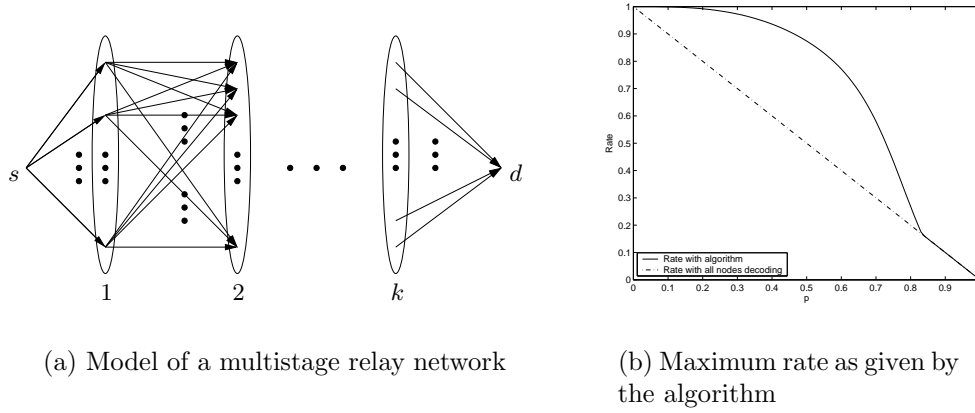 s
d
1
2
k
(a) Model of a multistage relay network
1
0.9
0.8
0.7
0.6
0.5
0.4
0.3
0.2
0.1
0
Rate
Rate with algorithm
Rate with all nodes decoding
0 0.1 0.2 0.3 0.4 0.5 0.6 0.7 0.8 0.9
p
(b) Maximum rate as given by
the algorithm